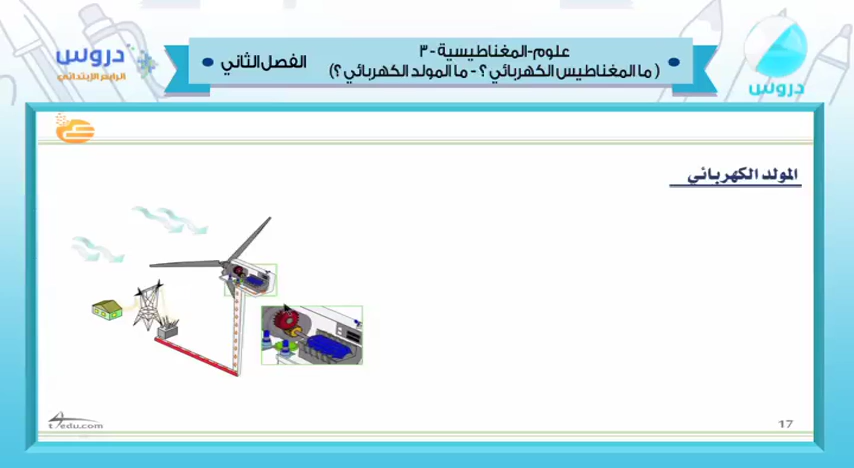 علوم-المغناطيسية-٣
( ما المغناطيس الكهربائي ؟ - ما المولد الكهربائي ؟)
الفصل الثاني
دروس
دروس
الرابع الإبتدائي
المولد الكهربائي
t4edu.com
17